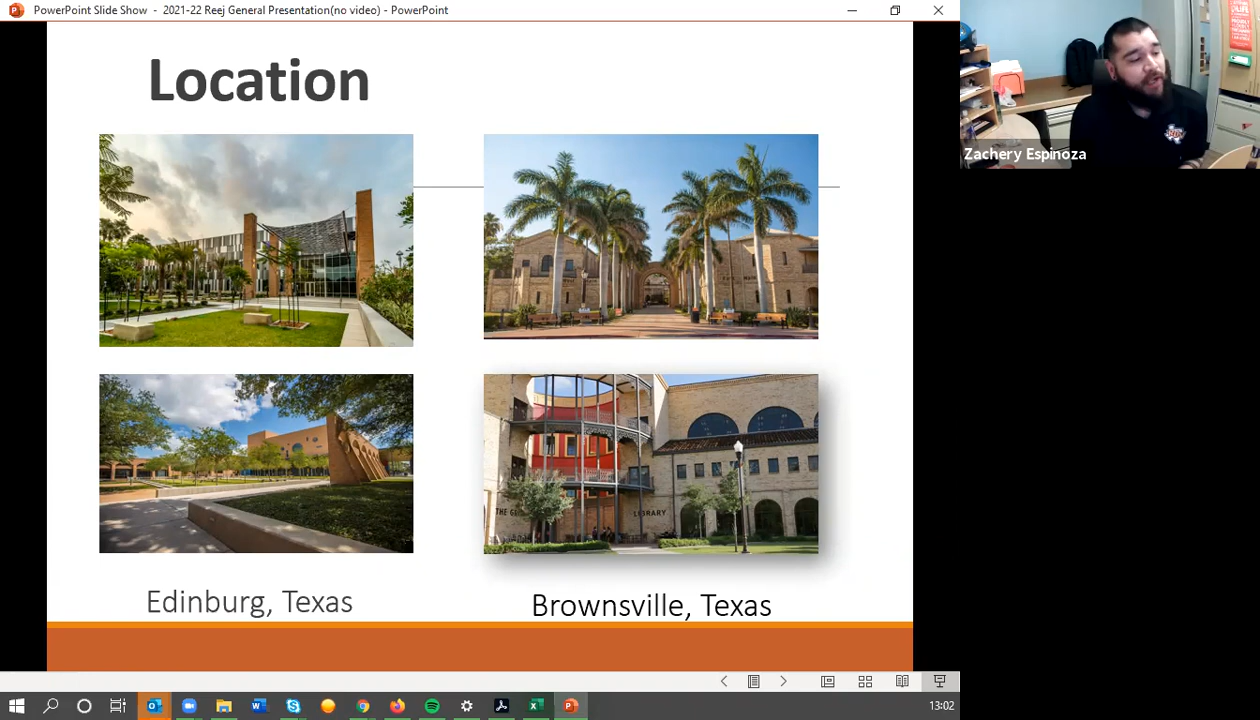 PowerPoint Slide Show - 2021-22 Reej General Presentation(no video) - PowerPoint
Location
Zachery Espinoza
LIBRARY
Edinburg, Texas
Brownsville, Texas
13:02